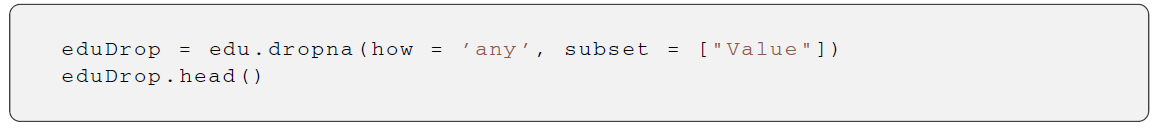 eduDrop = edu.dropna(how = ’any’, subset = ["Value"])
eduDrop.head()